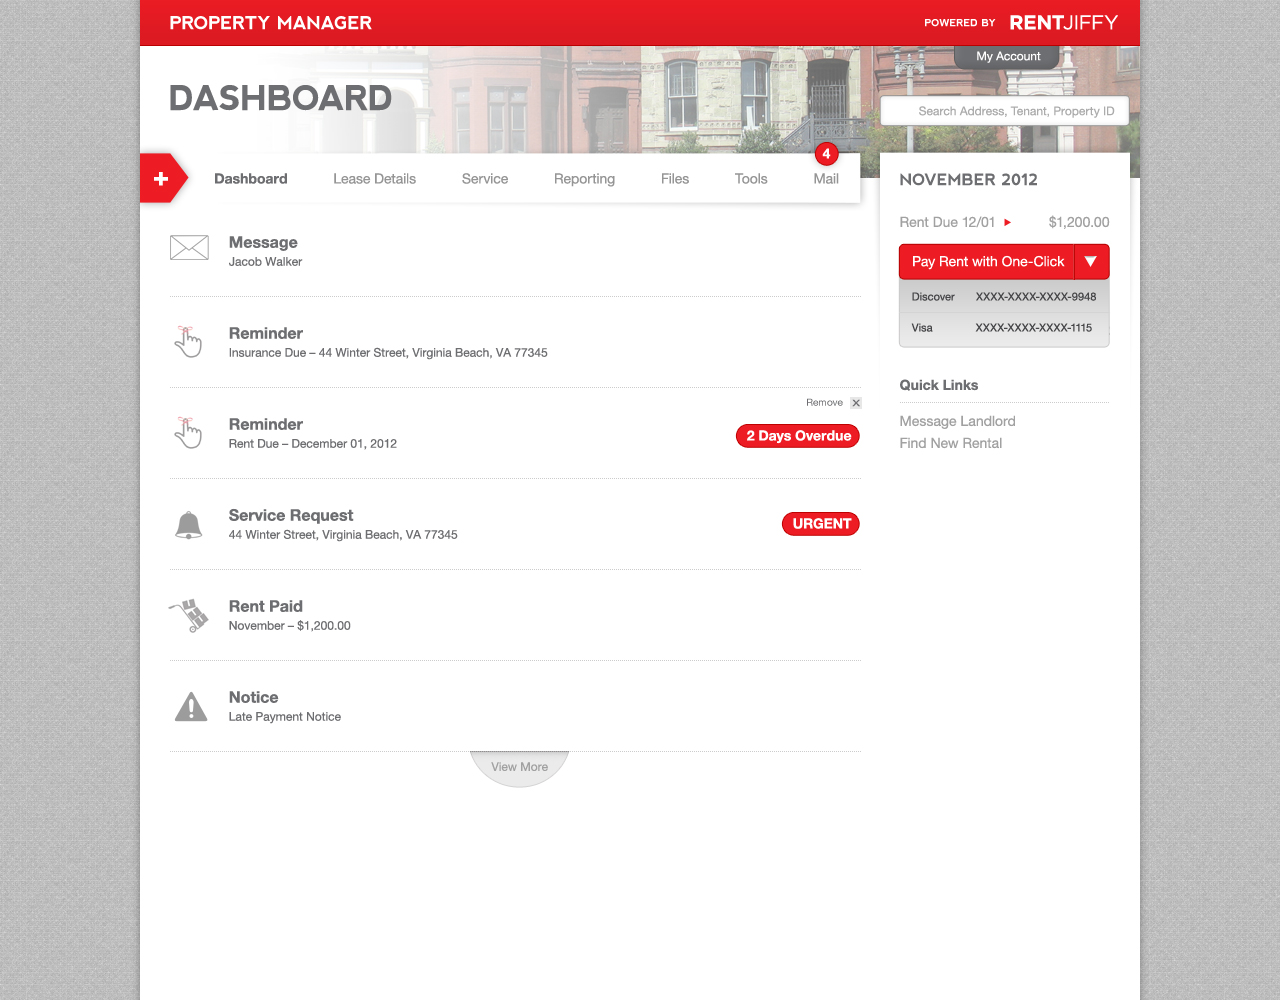 PROPERTY MANAGER
POWERED BY RENTJIFFY
My Account
DASHBOARD
Search Address, Tenant, Property ID
4
Dashboard Lease Details Service Reporting Files Tools Mail
Message
Jacob Walker
Reminder
Insurance Due – 44 Winter Street, Virginia Beach, VA 77345
Remove
Reminder
Rent Due – December 01, 2012
2 Days Overdue
Service Request
44 Winter Street, Virginia Beach, VA 77345
URGENT
Rent Paid
November – $1,200.00
Notice
Late Payment Notice
View More
NOVEMBER 2012
Rent Due 12/01 $1,200.00
Pay Rent with One-Click
Discover XXXX-XXXX-XXXX-9948
Visa XXXX-XXXX-XXXX-1115
Quick Links
Message Landlord
Find New Rental